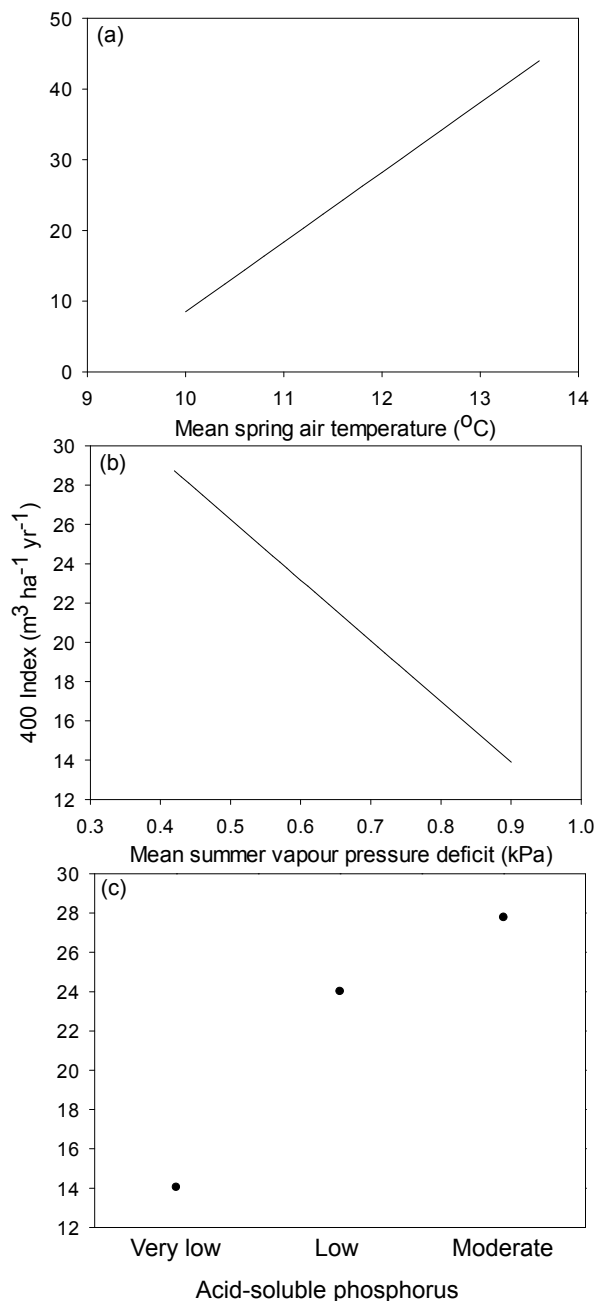 (a)
50
40
30
20
10
0
9 10 11 12 13 14
Mean spring air temperature (°C)
400 Index (m³ ha⁻¹ yr⁻¹)
(b)
30
28
26
24
22
20
18
16
14
12
0.3 0.4 0.5 0.6 0.7 0.8 0.9 1.0
Mean summer vapour pressure deficit (kPa)
(c)
30
28
26
24
22
20
18
16
14
12
Very low Low Moderate
Acid-soluble phosphorus